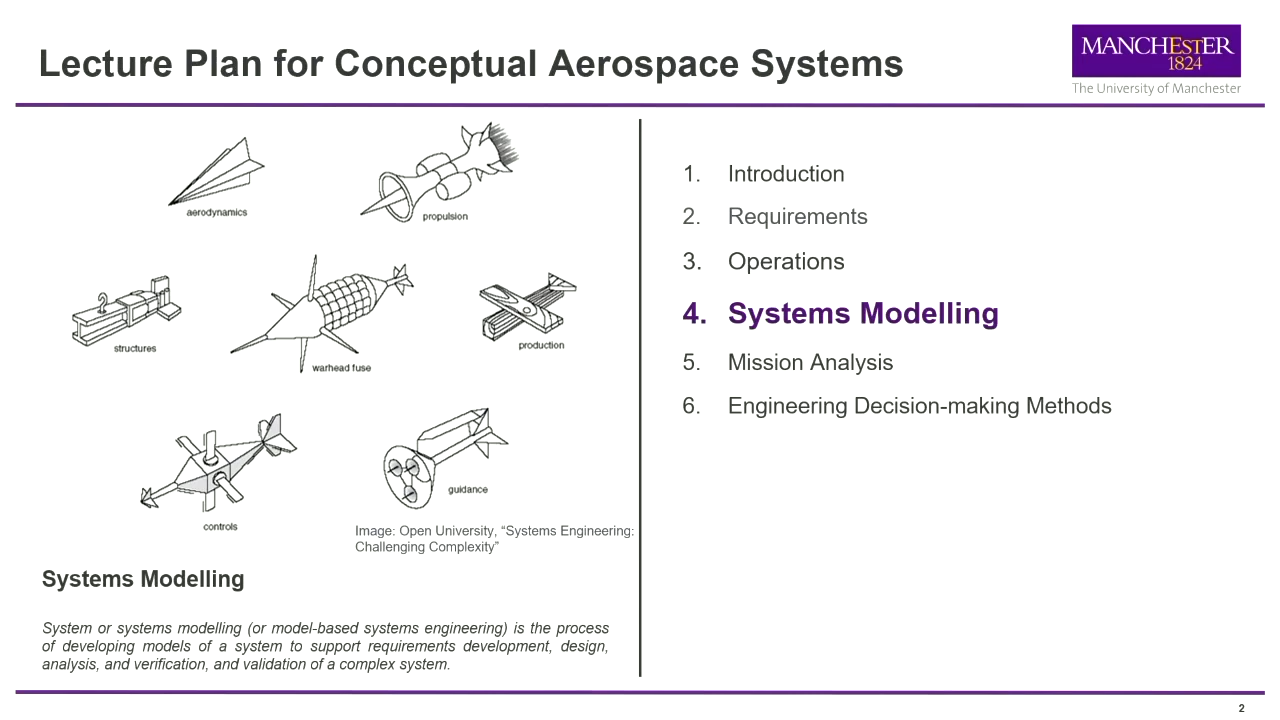 Lecture Plan for Conceptual Aerospace Systems
MANCHESTER
1824
The University of Manchester
aerodynamics
propulsion
structures
warhead fuse
production
controls
guidance
Image: Open University, “Systems Engineering:
Challenging Complexity”
Systems Modelling
System or systems modelling (or model-based systems engineering) is the process
of developing models of a system to support requirements development, design,
analysis, and verification, and validation of a complex system.
1. Introduction
2. Requirements
3. Operations
4. Systems Modelling
5. Mission Analysis
6. Engineering Decision-making Methods
2